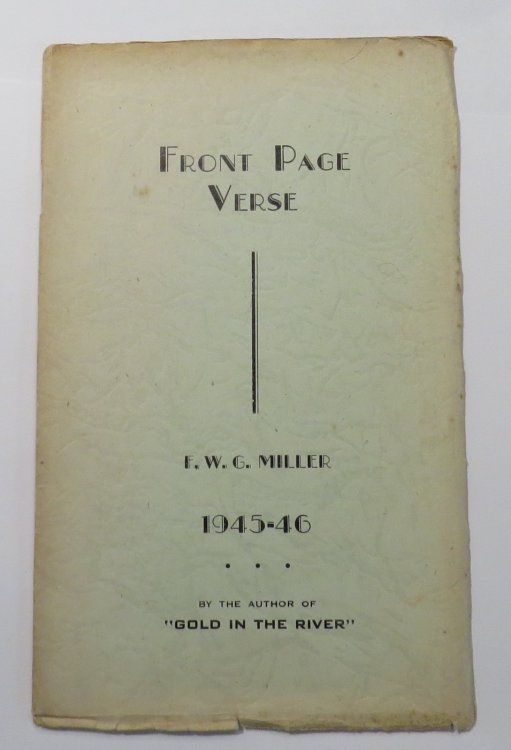 FRONT PAGE
VERSE
F. W. G. MILLER
1945-46
BY THE AUTHOR OF
"GOLD IN THE RIVER"